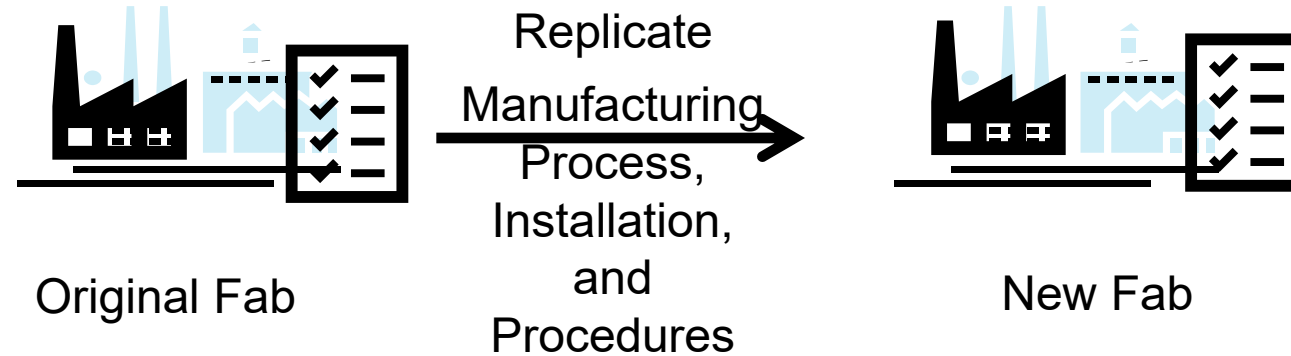 Replicate
Manufacturing
Process,
Installation,
and
Procedures
Original Fab
New Fab